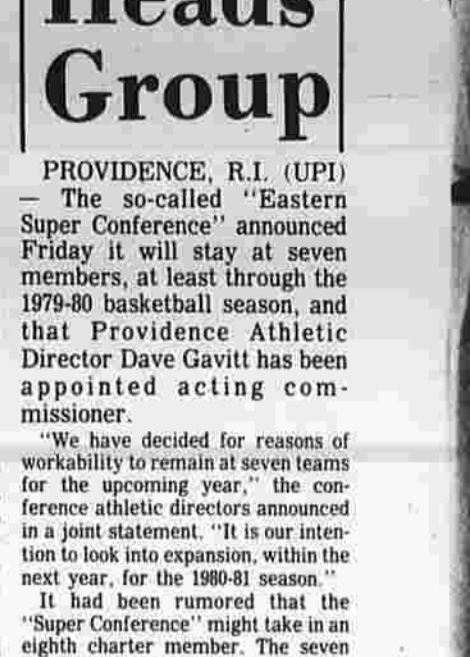 Heads
Group
PROVIDENCE, R.I. (UPI)
— The so-called "Eastern
Super Conference" announced
Friday it will stay at seven
members, at least through the
1979-80 basketball season, and
that Providence Athletic
Director Dave Gavitt has been
appointed acting com-
missioner.
"We have decided for reasons of
workability to remain at seven teams
for the upcoming year," the con-
ference athletic directors announced
in a joint statement. "It is our inten-
tion to look into expansion, within the
next year, for the 1980-81 season."
It had been rumored that the
"Super Conference" might take in an
eighth charter member. The seven